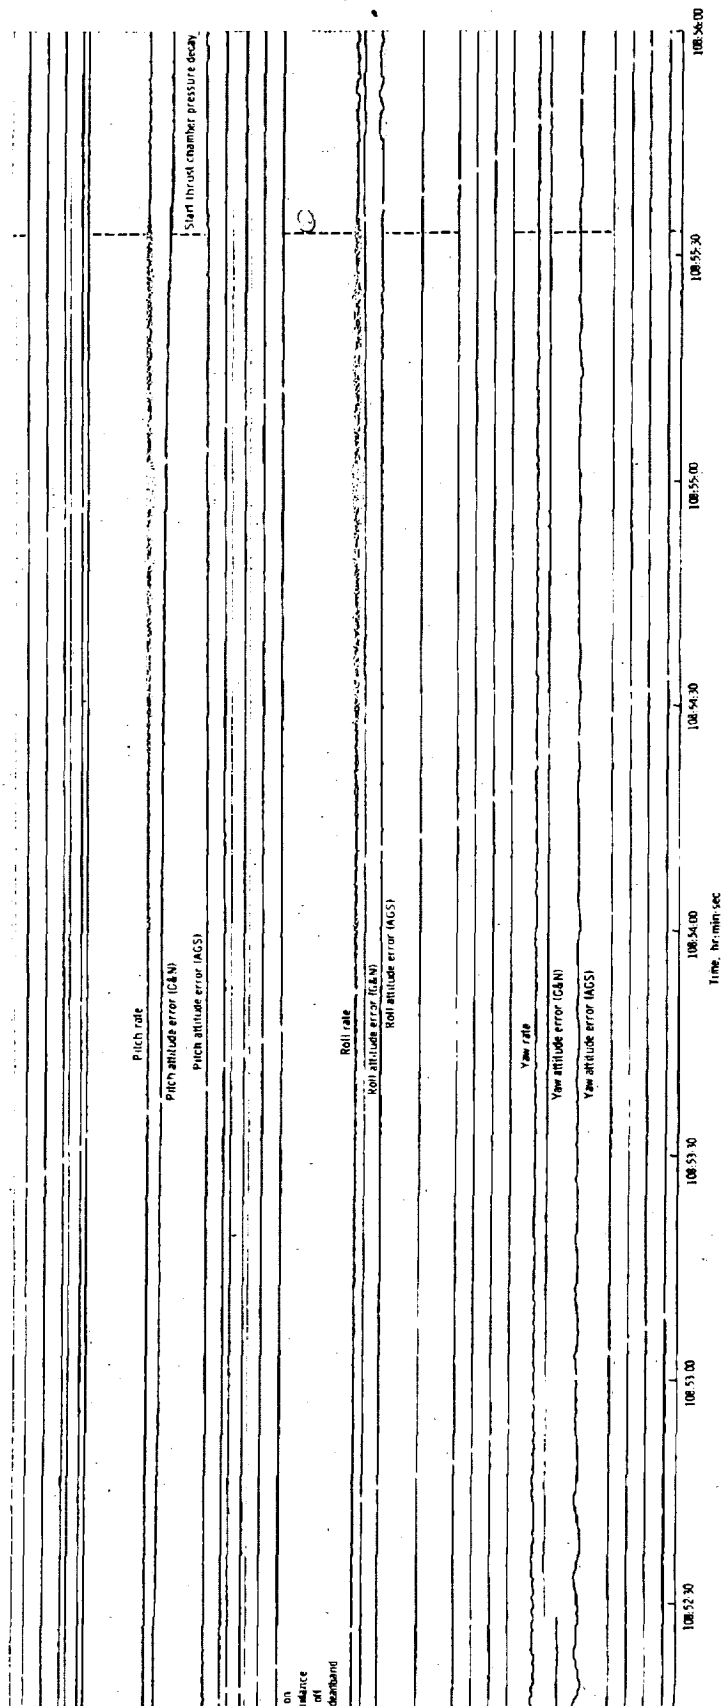 Start thrust chamber pressure decay
Pitch rate
Pitch attitude error (G&N)
Pitch attitude error (AGS)
Roll rate
Roll attitude error (G&N)
Roll attitude error (AGS)
Yaw rate
Yaw attitude error (G&N)
Yaw attitude error (AGS)
on
off
deadband
108:52:30
108:53:00
108:53:30
108:54:00
108:54:30
108:55:00
108:55:30
108:56:00
Time, hr:min:sec